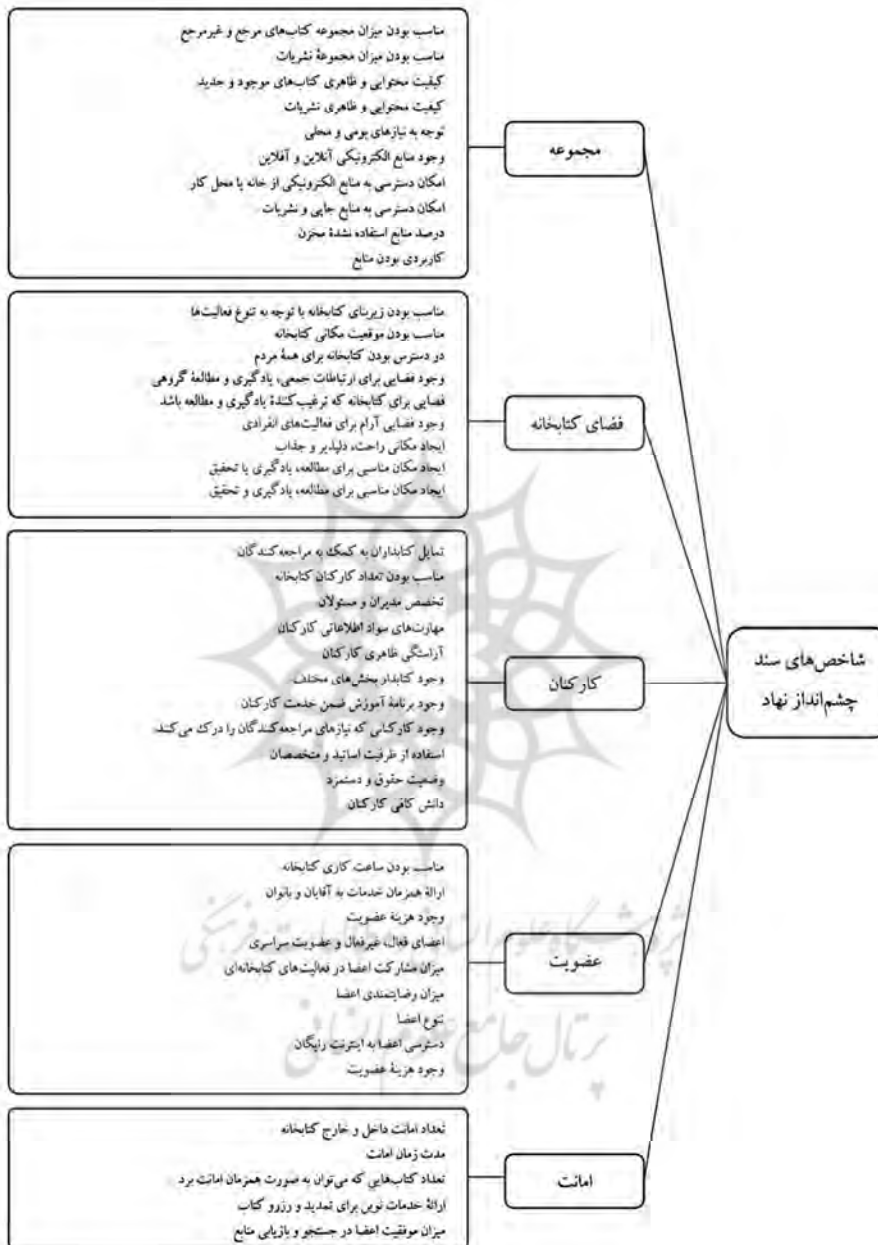 شاخص‌های سند
چشم‌انداز نهاد
مجموعه
مناسب بودن میزان مجموعه کتاب‌های مرجع و غیرمرجع
مناسب بودن میزان مجموعهٔ نشریات
کیفیت محتوایی و ظاهری کتاب‌های موجود و جدید
کیفیت محتوایی و ظاهری نشریات
توجه به نیازهای بومی و محلی
وجود منابع الکترونیکی آنلاین و آفلاین
امکان دسترسی به منابع الکترونیکی از خانه یا محل کار
امکان دسترسی به منابع چاپی و نشریات
درصد منابع استفاده نشدهٔ مخزن
کاربردی بودن منابع
فضای کتابخانه
مناسب بودن زیربنای کتابخانه با توجه به تنوع فعالیت‌ها
مناسب بودن موقعیت مکانی کتابخانه
در دسترس بودن کتابخانه برای همهٔ مردم
وجود فضایی برای ارتباطات جمعی، یادگیری و مطالعهٔ گروهی
فضایی برای کتابخانه که ترغیب‌کنندهٔ یادگیری و مطالعه باشد
وجود فضایی آرام برای فعالیت‌های انفرادی
ایجاد مکانی راحت، دلپذیر و جذاب
ایجاد مکان مناسبی برای مطالعه، یادگیری یا تحقیق
ایجاد مکان مناسبی برای مطالعه، یادگیری و تحقیق
کارکنان
تمایل کتابداران به کمک به مراجعه‌کنندگان
مناسب بودن تعداد کارکنان کتابخانه
تخصص مدیران و مسئولان
مهارت‌های سواد اطلاعاتی کارکنان
آراستگی ظاهری کارکنان
وجود کتابدار بخش‌های مختلف
وجود برنامهٔ آموزش ضمن خدمت کارکنان
وجود کارکنانی که نیازهای مراجعه‌کنندگان را درک می‌کند
استفاده از ظرفیت اساتید و متخصصان
وضعیت حقوق و دستمزد
دانش کافی کارکنان
عضویت
مناسب بودن ساعت کاری کتابخانه
ارائهٔ همزمان خدمات به آقایان و بانوان
وجود هزینهٔ عضویت
اعضای فعال، غیرفعال و عضویت سراسری
میزان مشارکت اعضا در فعالیت‌های کتابخانه‌ای
میزان رضایتمندی اعضا
تنوع اعضا
دسترسی اعضا به اینترنت رایگان
وجود هزینهٔ عضویت
امانت
تعداد امانت داخل و خارج کتابخانه
مدت زمان امانت
تعداد کتاب‌هایی که می‌توان به صورت همزمان امانت برد
ارائهٔ خدمات نوین برای تمدید و رزرو کتاب
میزان موفقیت اعضا در جستجو و بازیابی منابع
پژوهشگاه علوم انسانی و مطالعات فرهنگی
پرتال جامع علوم انسانی